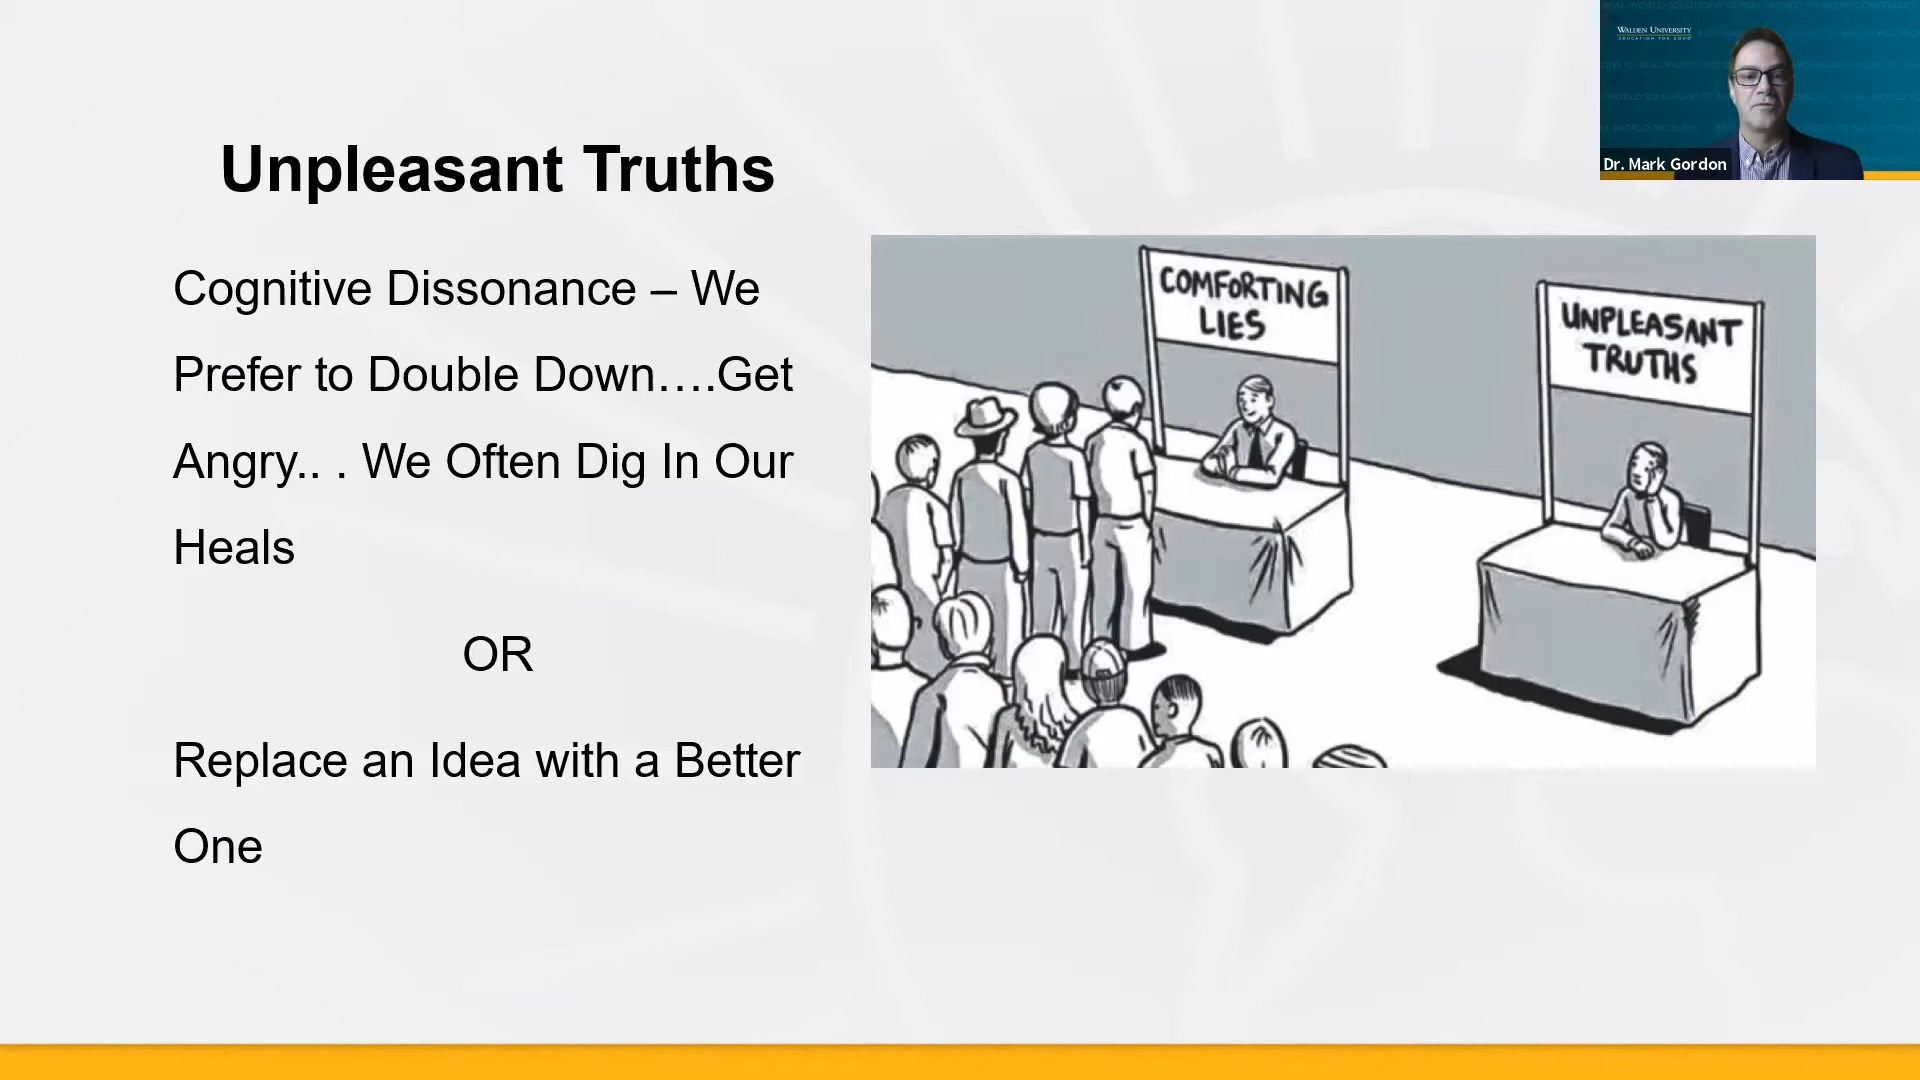 Unpleasant Truths
Cognitive Dissonance – We
Prefer to Double Down….Get
Angry.. . We Often Dig In Our
Heals
OR
Replace an Idea with a Better
One
COMFORTING
LIES
UNPLEASANT
TRUTHS
WALDEN UNIVERSITY
Dr. Mark Gordon